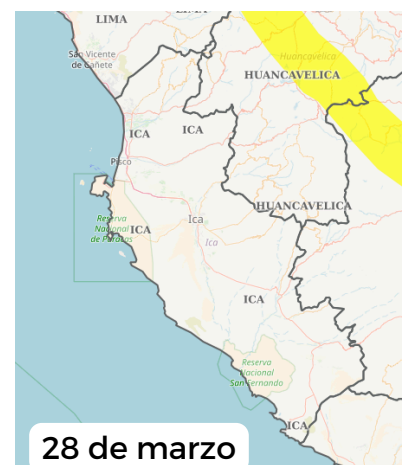 LIMA
LIMA
San Vicente
de Cañete
Huancavelica
HUANCAVELICA
ICA
ICA
Pisco
HUANCAVELICA
Ica
Reserva
Nacional
de Paracas
ICA
Ica
ICA
Reserva
Nacional
San Fernando
ICA
28 de marzo